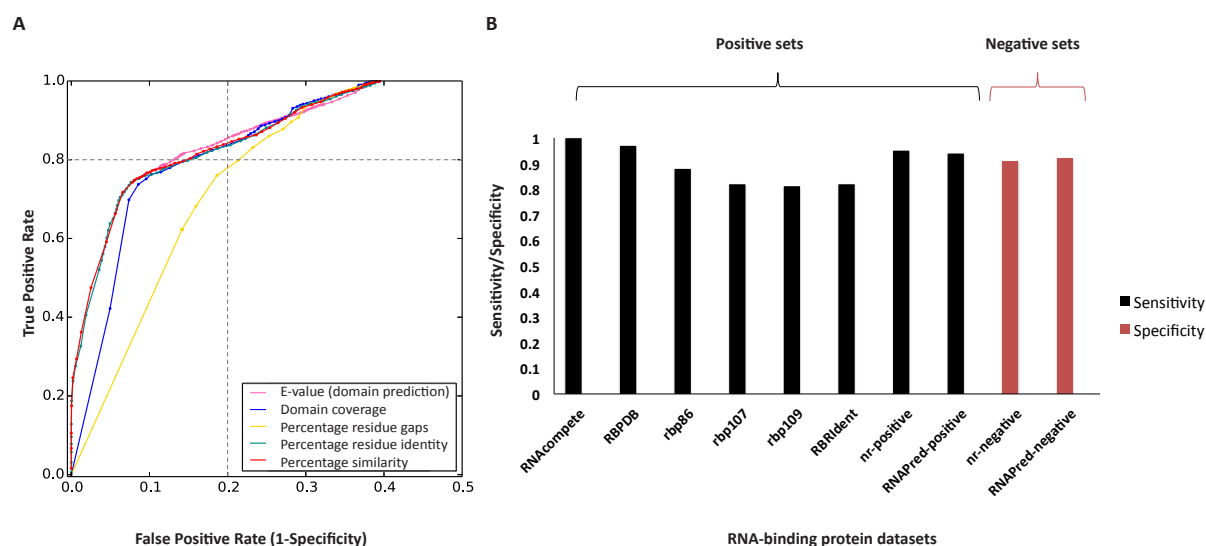 A
True Positive Rate
1.0
0.8
0.6
0.4
0.2
0.0
0.0
0.1
0.2
0.3
0.4
0.5
E-value (domain prediction)
Domain coverage
Percentage residue gaps
Percentage residue identity
Percentage similarity
False Positive Rate (1-Specificity)
B
Positive sets
Negative sets
Sensitivity/Specificity
1
0.9
0.8
0.7
0.6
0.5
0.4
0.3
0.2
0.1
0
RNAcompete
RBPDB
rbp86
rbp107
rbp109
RBRIdent
nr-positive
RNAPred-positive
nr-negative
RNAPred-negative
Sensitivity
Specificity
RNA-binding protein datasets